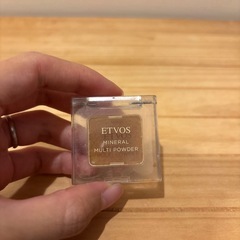 ETVOS
MINERAL
MULTI POWDER